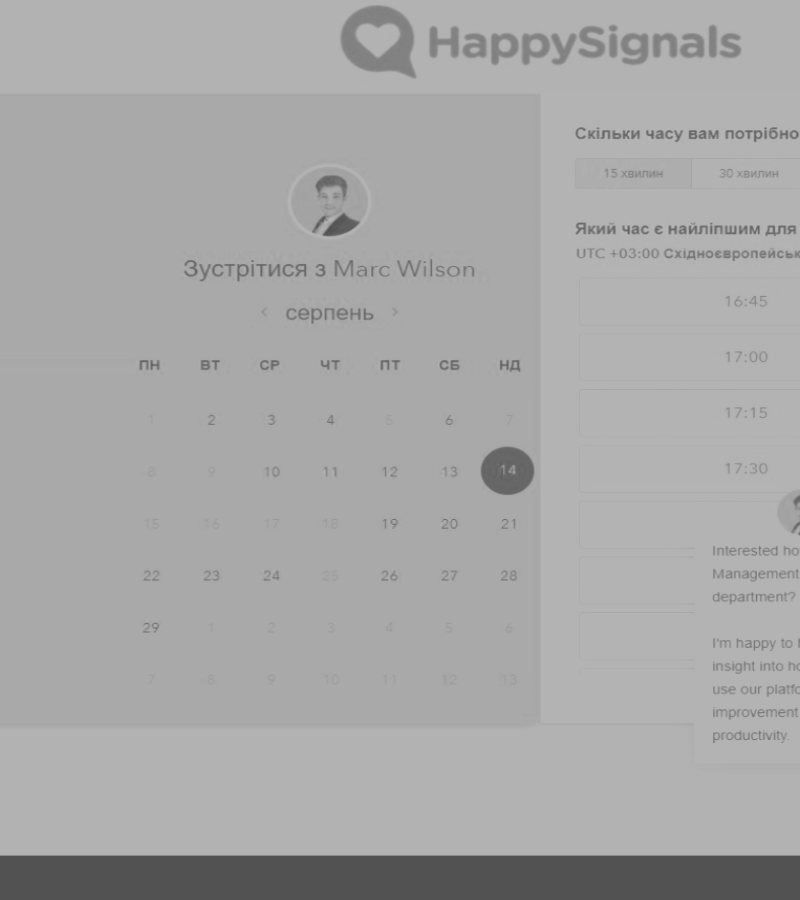 HappySignals
Зустрітися з Marc Wilson
серпень
ПН ВТ СР ЧТ ПТ СБ НД
1 2 3 4 5 6 7
8 9 10 11 12 13 14
15 16 17 18 19 20 21
22 23 24 25 26 27 28
29 1 2 3 4 5 6
7 8 9 10 11 12 13
Скільки часу вам потрібно
15 хвилин 30 хвилин
Який час є найліпшим для
UTC +03:00 Східноєвропейськ
16:45
17:00
17:15
17:30
Interested ho
Management
department?
I'm happy to
insight into ho
use our platfo
improvement
productivity.